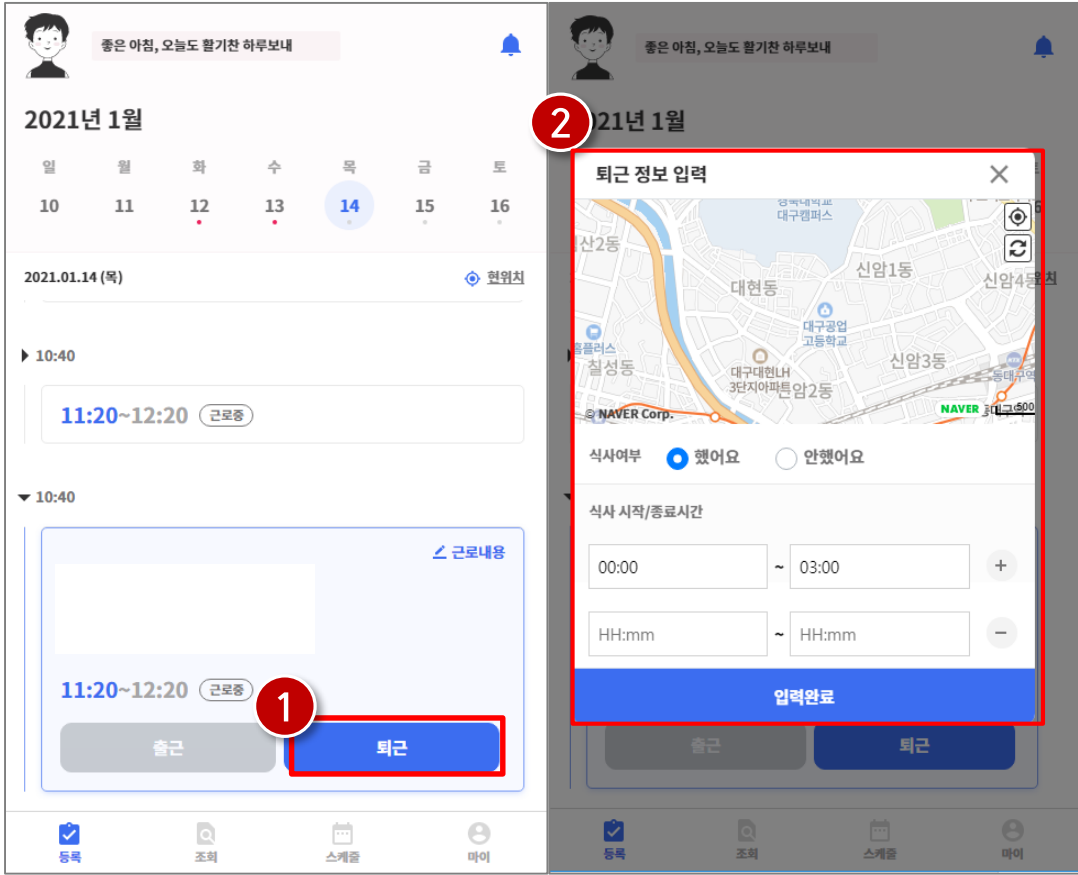 좋은 아침, 오늘도 활기찬 하루보내
2021년 1월
일 월 화 수 목 금 토
10 11 12 13 14 15 16
2021.01.14 (목) 현위치
10:40
11:20~12:20 근로중
10:40
근로내용
11:20~12:20 근로중
1
출근 퇴근
등록 조회 스케줄 마이
좋은 아침, 오늘도 활기찬 하루보내
2
021년 1월
퇴근 정보 입력
대구캠퍼스
산2동
신암1동
대현동
신암4동
대구공업
고등학교
홈플러스
칠성동
신암3동
대구대현LH
3단지아파트
암2동
동대구역
© NAVER Corp.
NAVER
500
식사여부 했어요 안했어요
식사 시작/종료시간
00:00 ~ 03:00 +
HH:mm ~ HH:mm −
입력완료
출근 퇴근
등록 조회 스케줄 마이